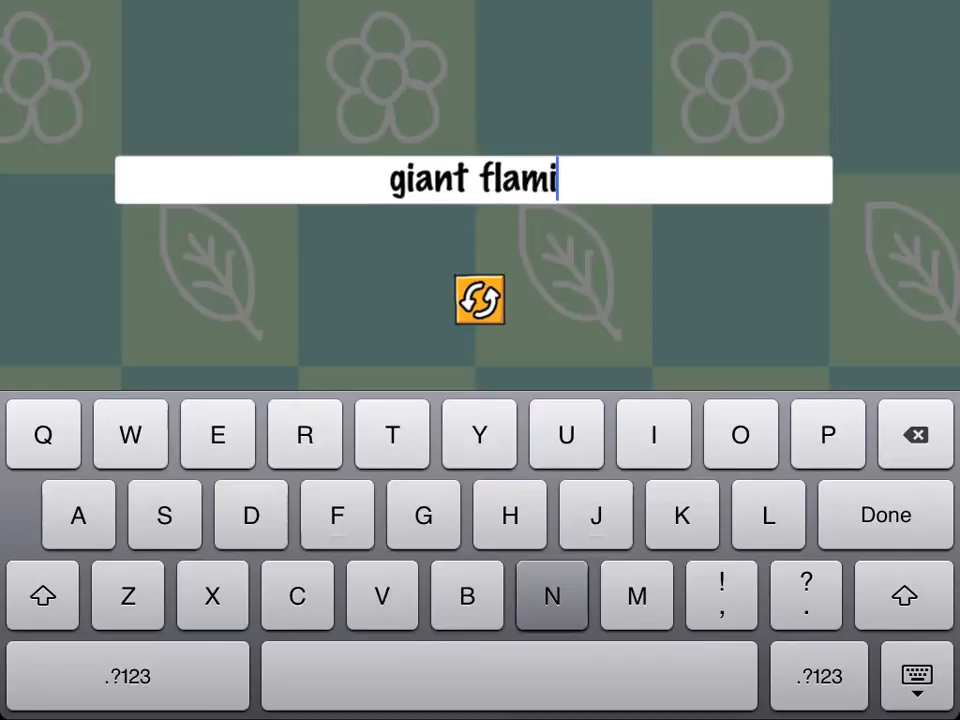 giant flami
Q W E R T Y U I O P
A S D F G H J K L Done
Z X C V B N M ! , ? .
.?123 .?123